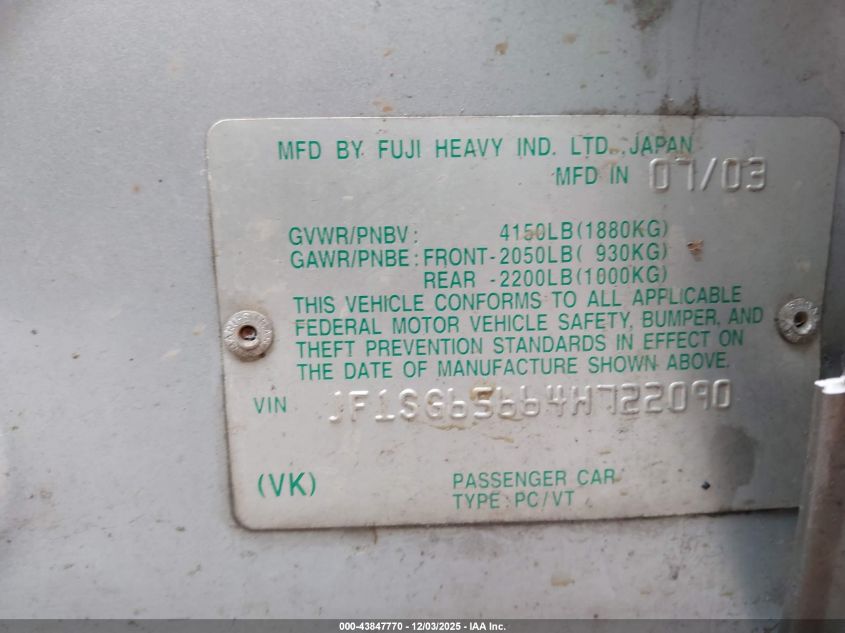 MFD BY FUJI HEAVY IND. LTD., JAPAN
MFD IN 07/03
GVWR/PNBV: 4150LB(1880KG)
GAWR/PNBE: FRONT-2050LB( 930KG)
REAR -2200LB(1000KG)
THIS VEHICLE CONFORMS TO ALL APPLICABLE
FEDERAL MOTOR VEHICLE SAFETY, BUMPER, AND
THEFT PREVENTION STANDARDS IN EFFECT ON
THE DATE OF MANUFACTURE SHOWN ABOVE.
VIN JF1SG65664H722090
(VK) PASSENGER CAR
TYPE: PC/VT
000-43847770 - 12/03/2025 - IAA Inc.